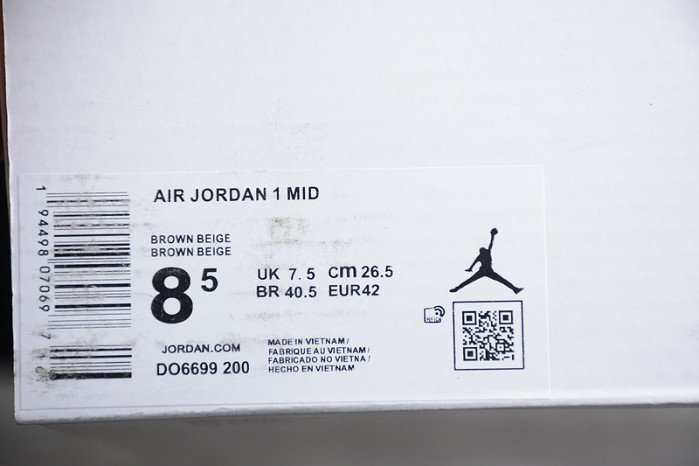 AIR JORDAN 1 MID
BROWN BEIGE
BROWN BEIGE
8 5
UK 7.5 cm 26.5
BR 40.5 EUR42
JORDAN.COM
DO6699 200
MADE IN VIETNAM /
FABRIQUE AU VIETNAM /
FABRICADO NO VIETNA /
HECHO EN VIETNAM
1 94498 07069 7
RFID